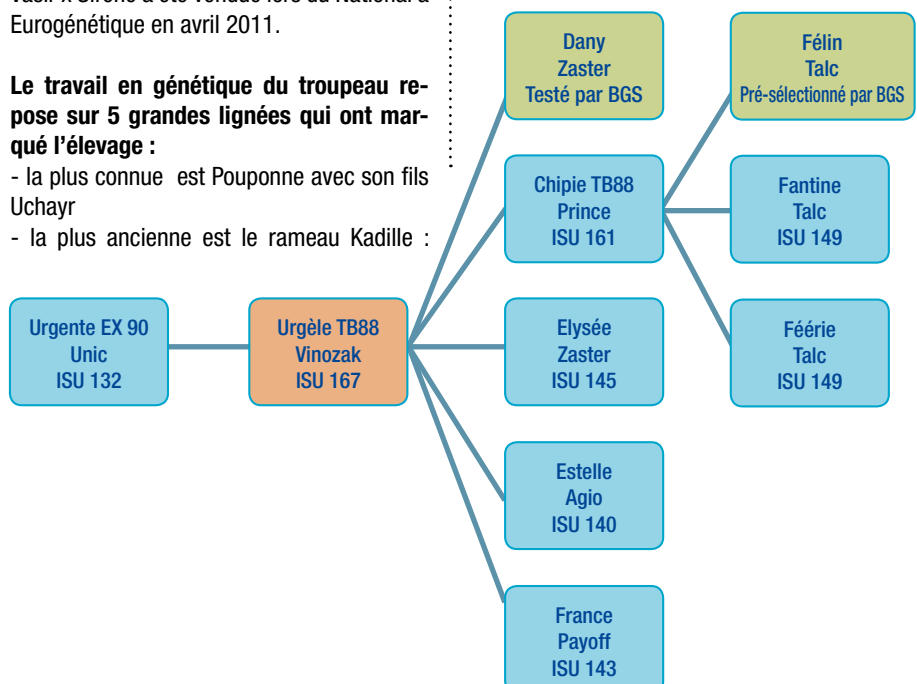 Vasir x Sirene a été vendue lors du National à
Eurogénétique en avril 2011.
Le travail en génétique du troupeau re-
pose sur 5 grandes lignées qui ont mar-
qué l’élevage :
- la plus connue est Pouponne avec son fils
Uchayr
- la plus ancienne est le rameau Kadille :
Urgente EX 90
Unic
ISU 132
Urgèle TB88
Vinozak
ISU 167
Dany
Zaster
Testé par BGS
Chipie TB88
Prince
ISU 161
Elysée
Zaster
ISU 145
Estelle
Agio
ISU 140
France
Payoff
ISU 143
Félin
Talc
Pré-sélectionné par BGS
Fantine
Talc
ISU 149
Féérie
Talc
ISU 149